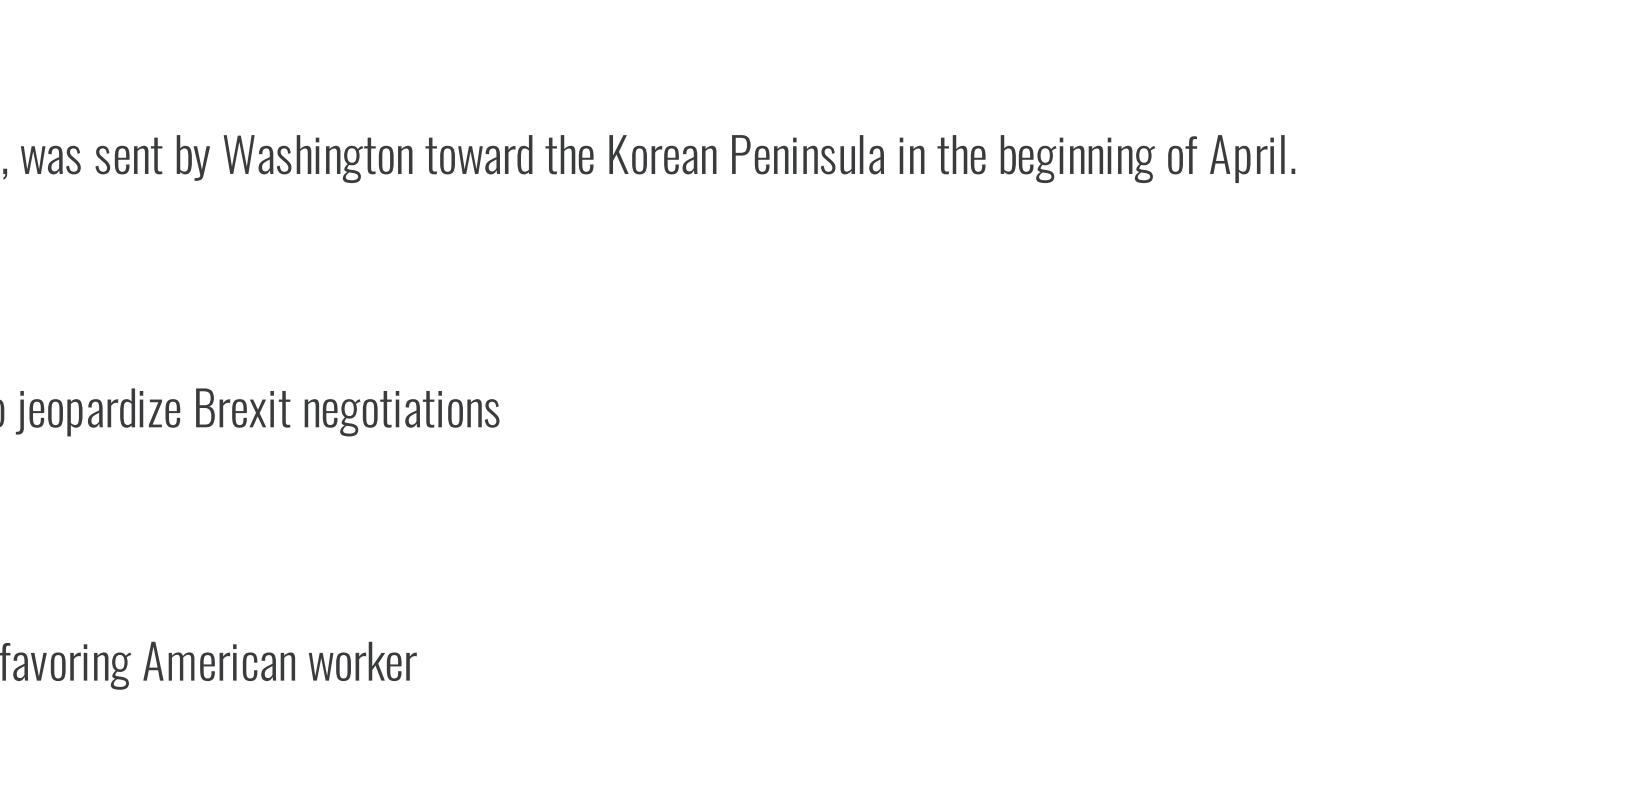 , was sent by Washington toward the Korean Peninsula in the beginning of April.
jeopardize Brexit negotiations
favoring American worker